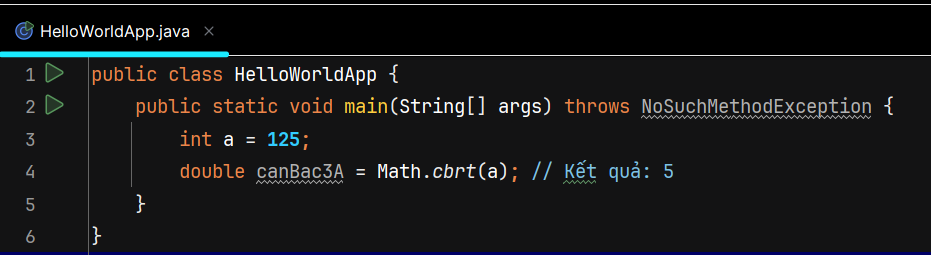 HelloWorldApp.java
1 public class HelloWorldApp {
2 public static void main(String[] args) throws NoSuchMethodException {
3 int a = 125;
4 double canBac3A = Math.cbrt(a); // Kết quả: 5
5 }
6 }